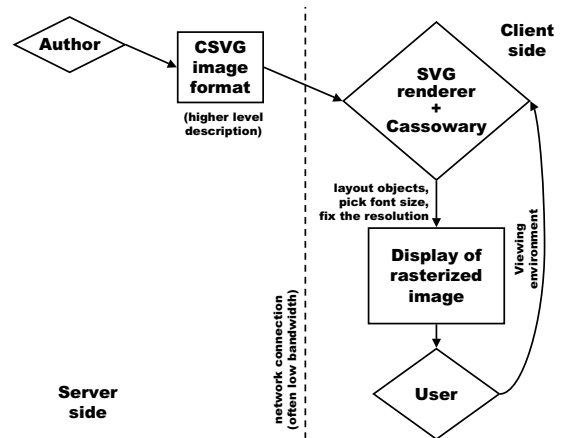 Author
CSVG
image
format
(higher level
description)
Client
side
SVG
renderer
+
Cassowary
layout objects,
pick font size,
fix the resolution
Viewing
environment
Display of
rasterized
image
network connection
(often low bandwidth)
User
Server
side